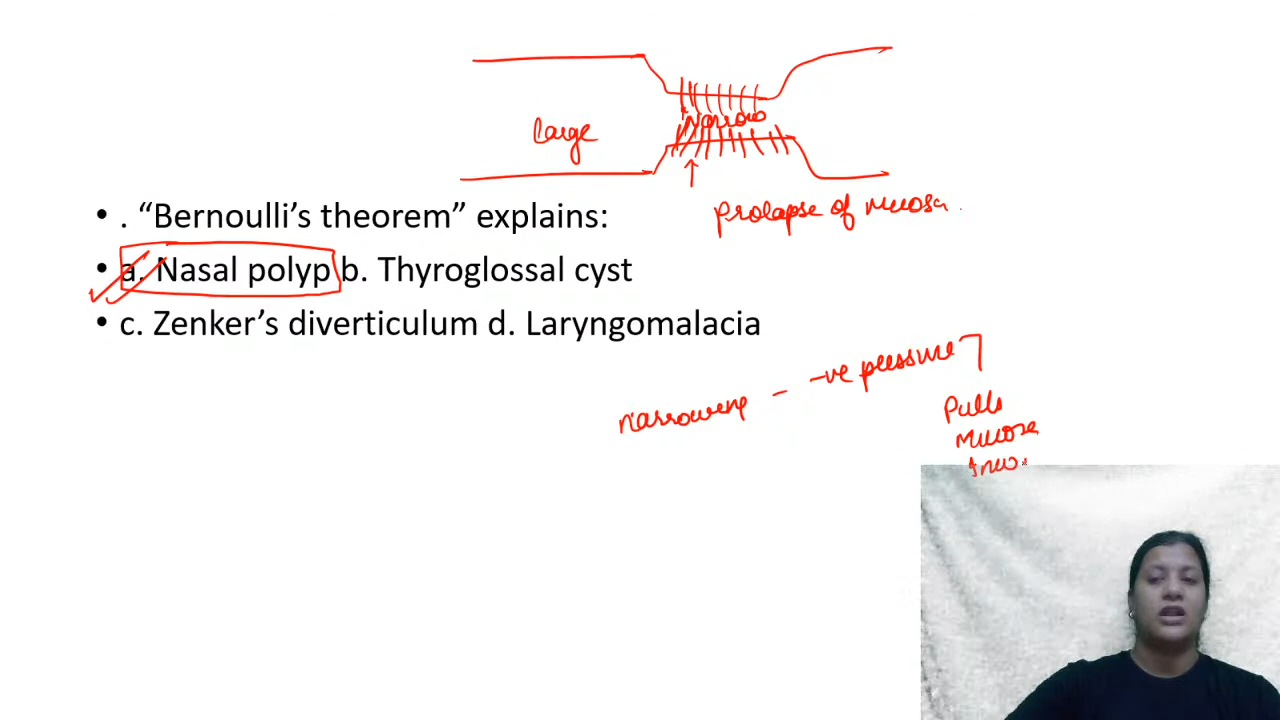 large
Narrow
prolapse of mucosa.
• . “Bernoulli’s theorem” explains:
• a. Nasal polyp b. Thyroglossal cyst
• c. Zenker’s diverticulum d. Laryngomalacia
narrowing - -ve pressure
Pulls
mucosa